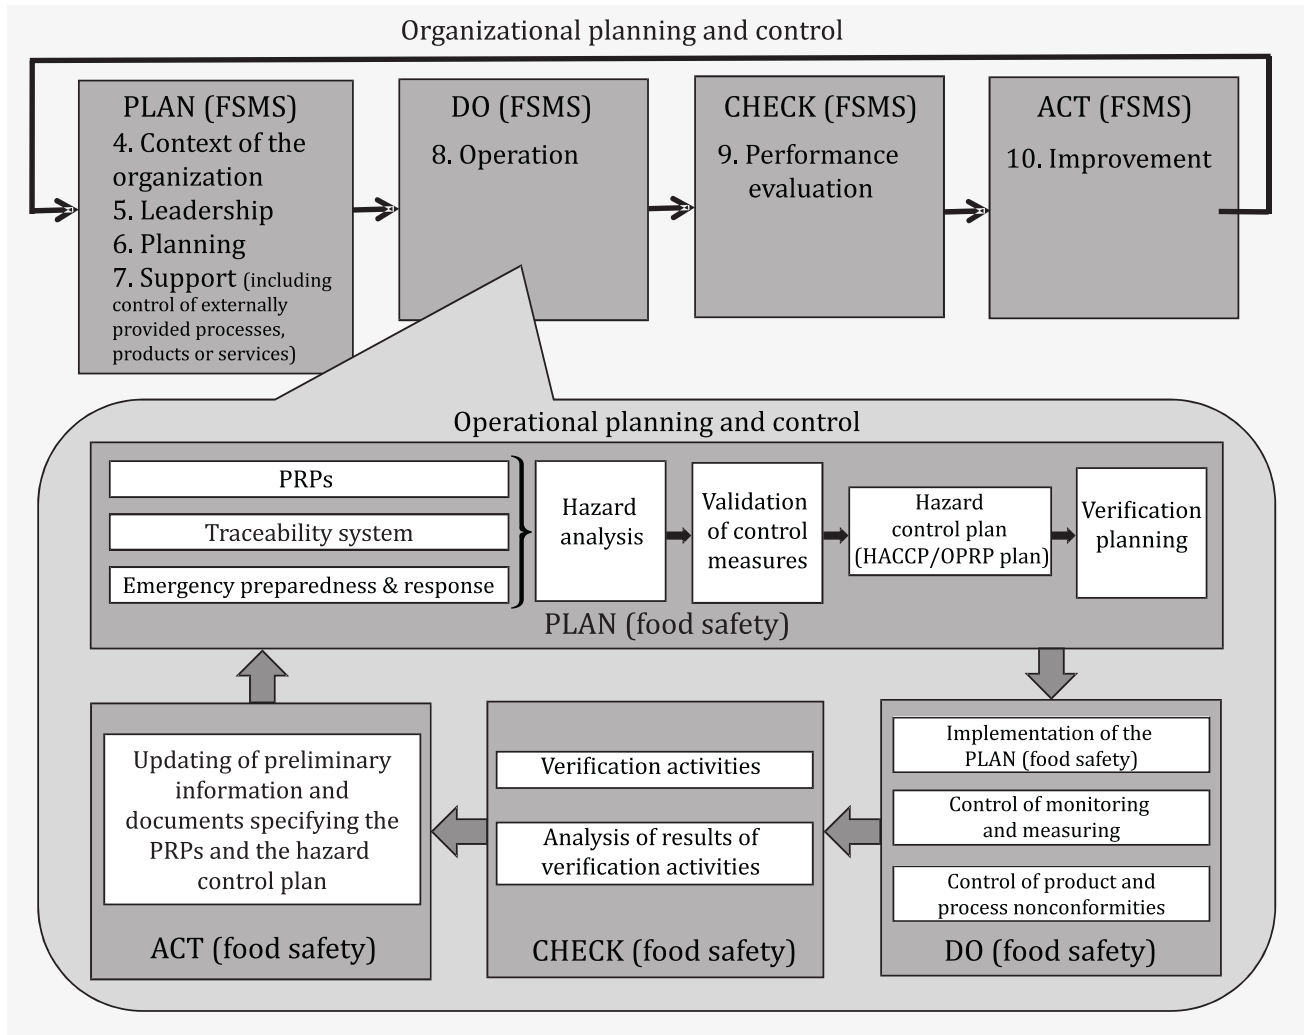 Organizational planning and control
PLAN (FSMS)
4. Context of the
organization
5. Leadership
6. Planning
7. Support (including
control of externally
provided processes,
products or services)
DO (FSMS)
8. Operation
CHECK (FSMS)
9. Performance
evaluation
ACT (FSMS)
10. Improvement
Operational planning and control
PRPs
Traceability system
Emergency preparedness & response
Hazard
analysis
Validation
of control
measures
Hazard
control plan
(HACCP/OPRP plan)
Verification
planning
PLAN (food safety)
Updating of preliminary
information and
documents specifying the
PRPs and the hazard
control plan
ACT (food safety)
Verification activities
Analysis of results of
verification activities
CHECK (food safety)
Implementation of the
PLAN (food safety)
Control of monitoring
and measuring
Control of product and
process nonconformities
DO (food safety)